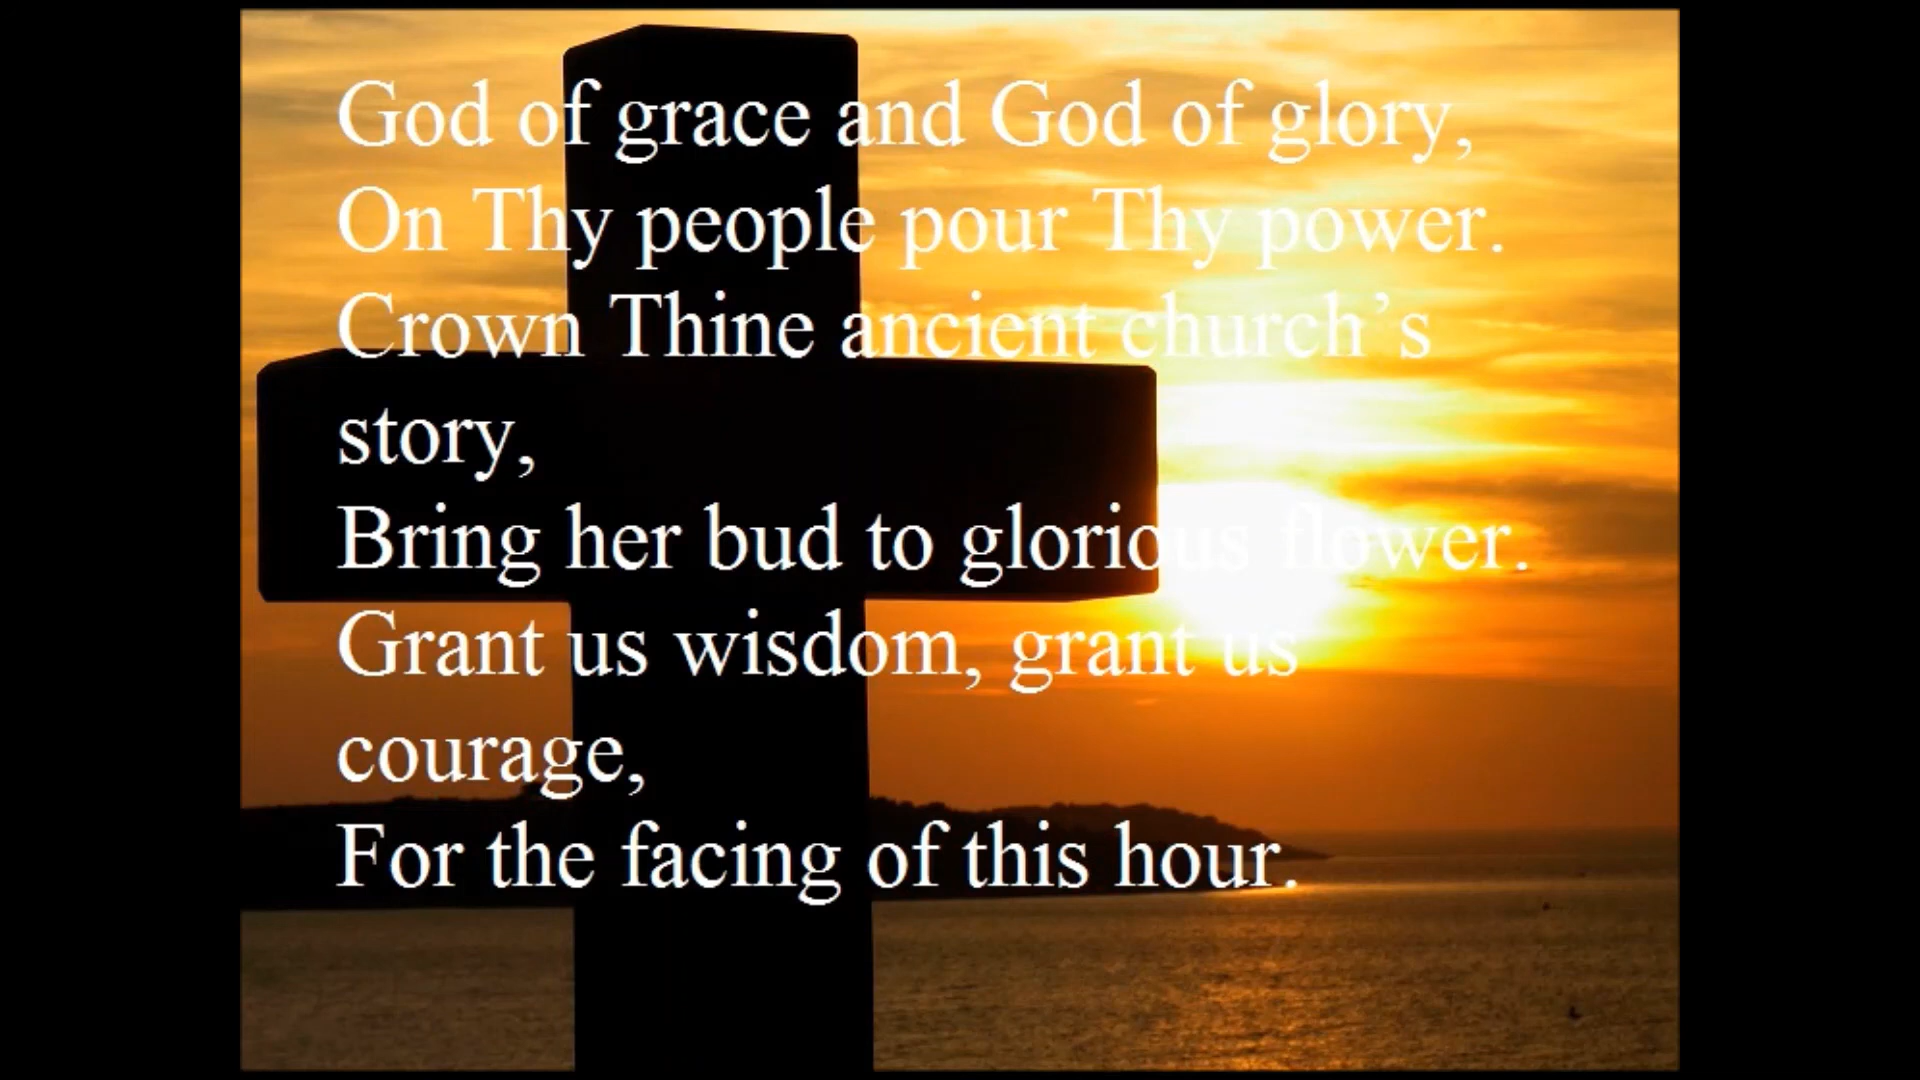 God of grace and God of glory,
On Thy people pour Thy power.
Crown Thine ancient church’s
story,
Bring her bud to glorious flower.
Grant us wisdom, grant us
courage,
For the facing of this hour.